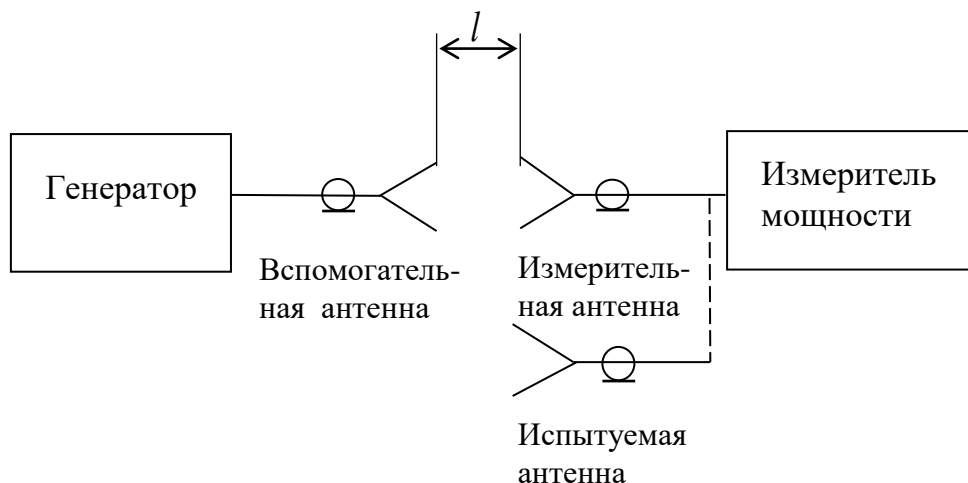 l
Генератор
Измеритель
мощности
Вспомогатель-
ная антенна
Измеритель-
ная антенна
Испытуемая
антенна